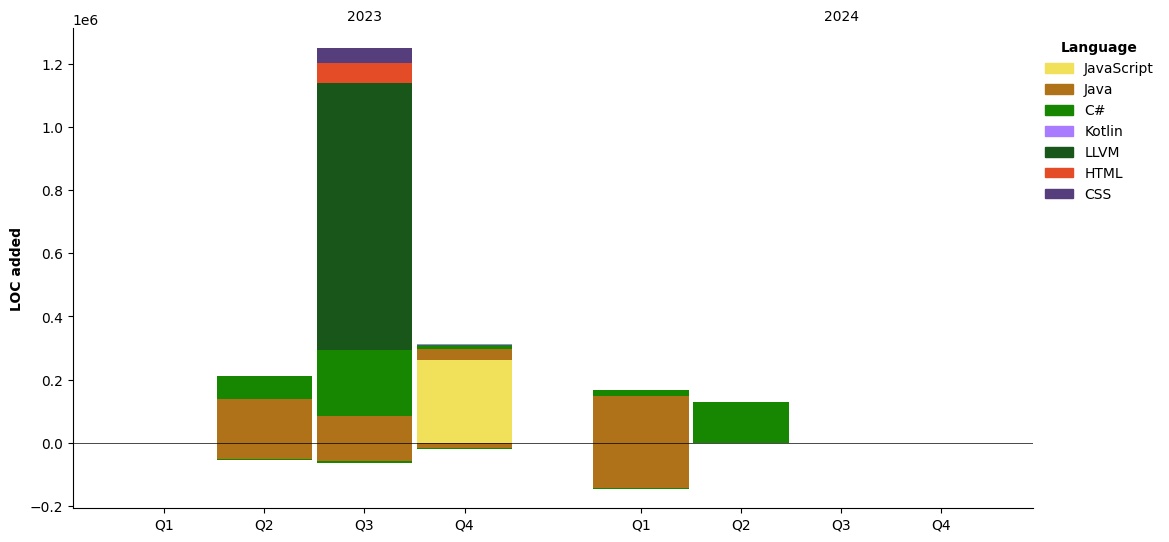 2023
2024
1e6
Language
JavaScript
Java
C#
Kotlin
LLVM
HTML
CSS
LOC added
1.2
1.0
0.8
0.6
0.4
0.2
0.0
−0.2
Q1 Q2 Q3 Q4 Q1 Q2 Q3 Q4